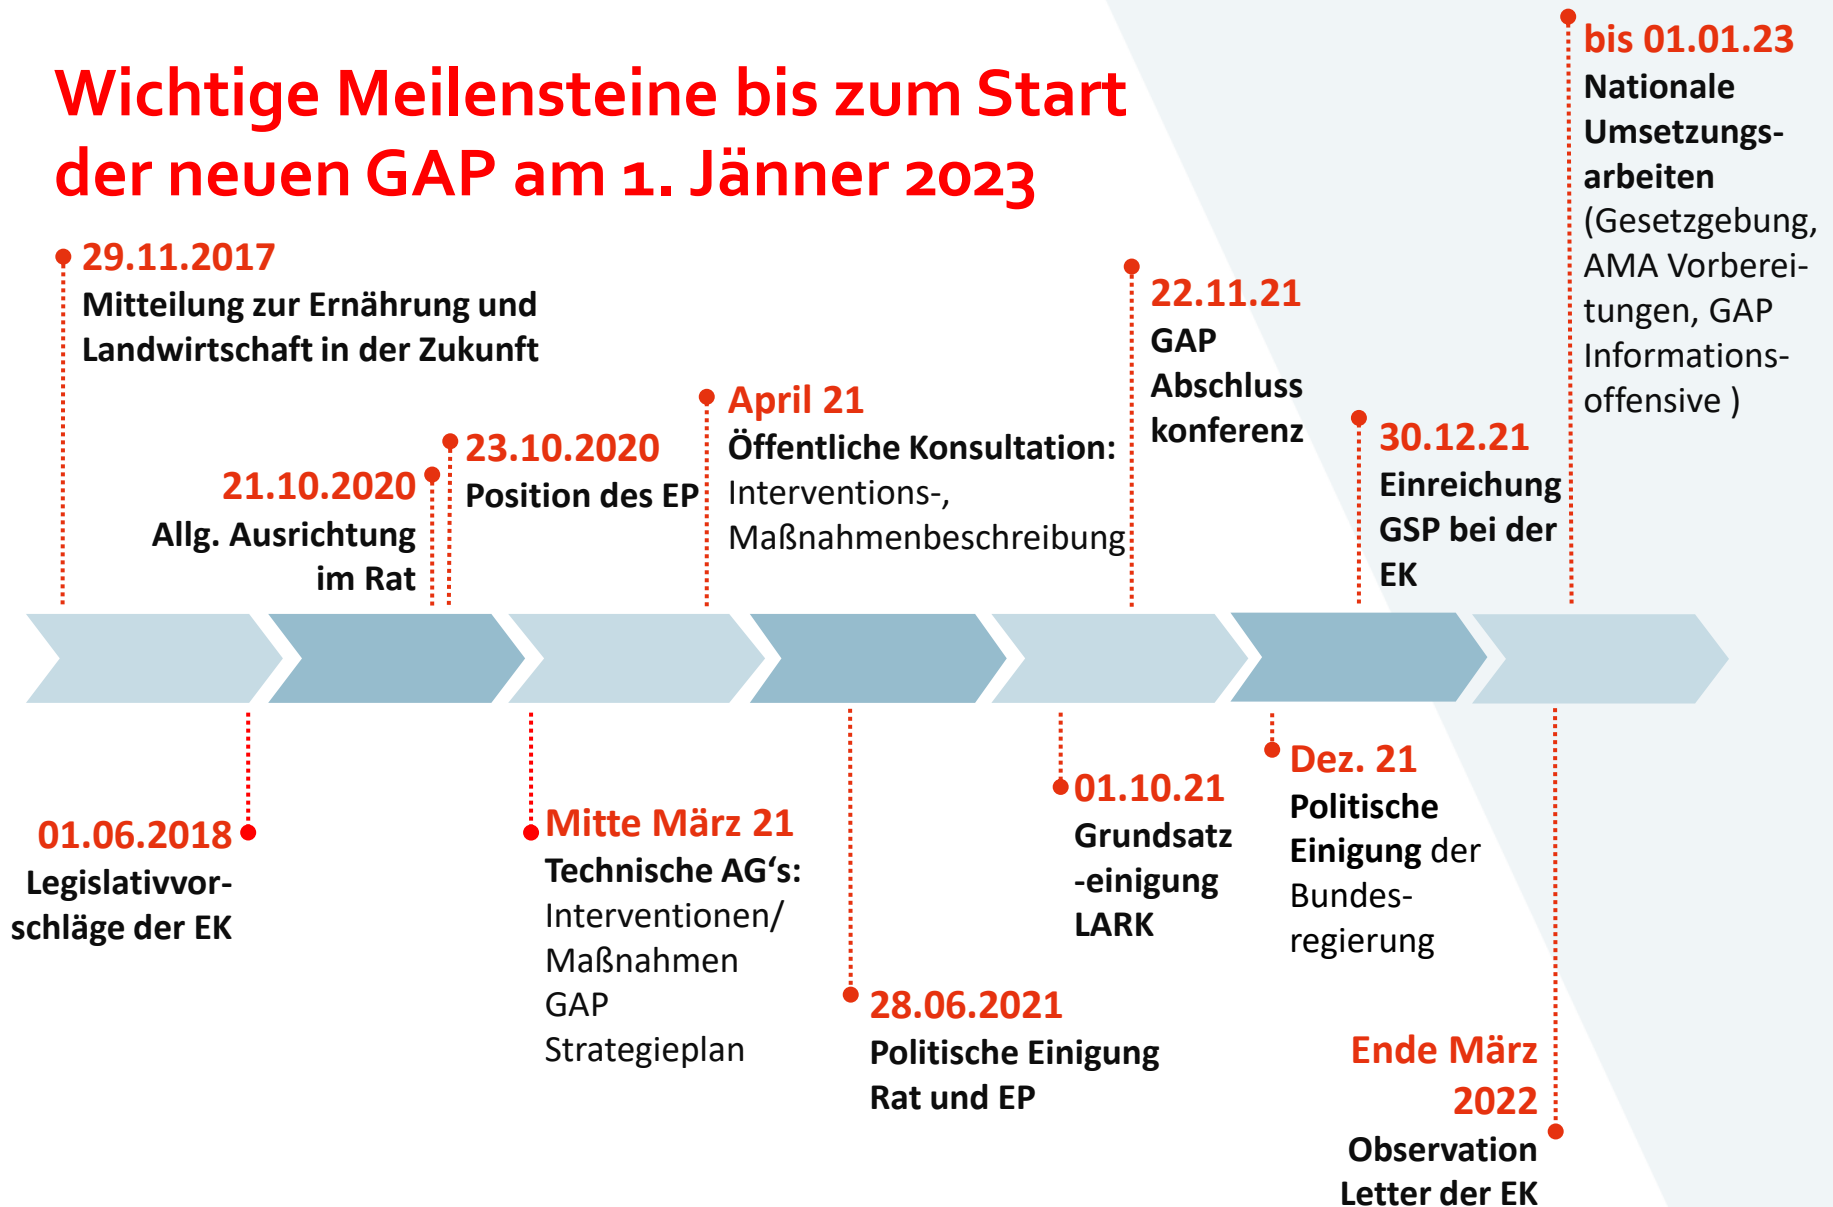 Wichtige Meilensteine bis zum Start
der neuen GAP am 1. Jänner 2023
29.11.2017
Mitteilung zur Ernährung und
Landwirtschaft in der Zukunft
21.10.2020
Allg. Ausrichtung
im Rat
23.10.2020
Position des EP
April 21
Öffentliche Konsultation:
Interventions-,
Maßnahmenbeschreibung
22.11.21
GAP
Abschluss
konferenz
30.12.21
Einreichung
GSP bei der
EK
bis 01.01.23
Nationale
Umsetzungs-
arbeiten
(Gesetzgebung,
AMA Vorberei-
tungen, GAP
Informations-
offensive )
01.06.2018
Legislativvor-
schläge der EK
Mitte März 21
Technische AG‘s:
Interventionen/
Maßnahmen
GAP
Strategieplan
28.06.2021
Politische Einigung
Rat und EP
01.10.21
Grundsatz
-einigung
LARK
Dez. 21
Politische
Einigung der
Bundes-
regierung
Ende März
2022
Observation
Letter der EK